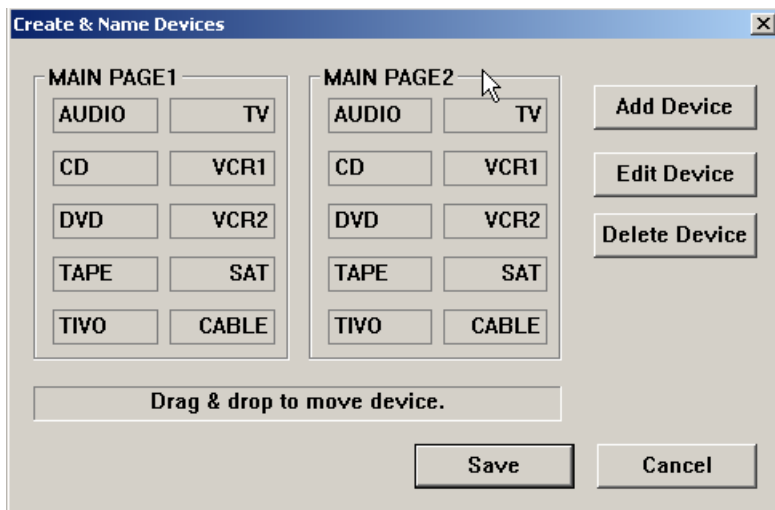 Create & Name Devices
MAIN PAGE1
AUDIO TV
CD VCR1
DVD VCR2
TAPE SAT
TIVO CABLE
MAIN PAGE2
AUDIO TV
CD VCR1
DVD VCR2
TAPE SAT
TIVO CABLE
Add Device
Edit Device
Delete Device
Drag & drop to move device.
Save Cancel